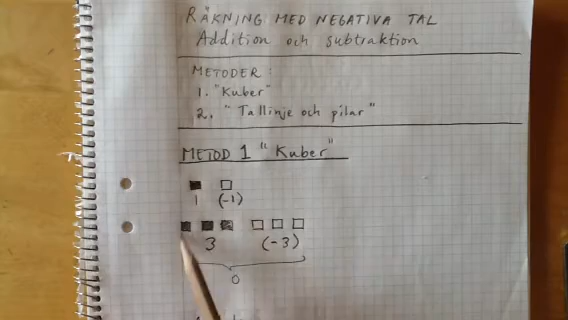 RÄKNING MED NEGATIVA TAL
Addition och subtraktion
METODER:
1. "Kuber"
2. "Tallinje och pilar"
METOD 1 "Kuber"
1 (-1)
3 (-3)
0